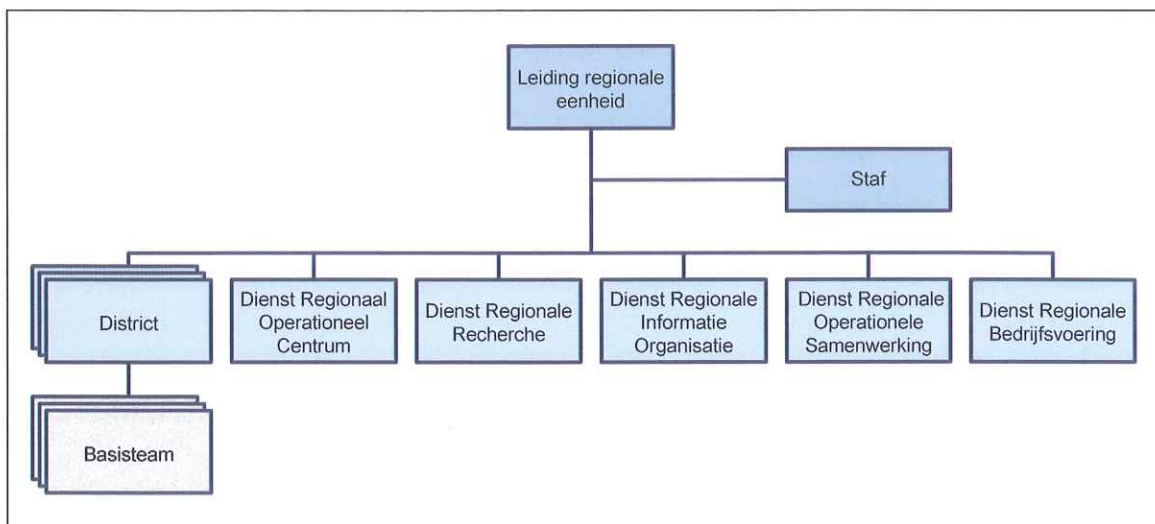 Leiding regionale
eenheid
Staf
District
Dienst Regionaal
Operationeel
Centrum
Dienst Regionale
Recherche
Dienst Regionale
Informatie
Organisatie
Dienst Regionale
Operationele
Samenwerking
Dienst Regionale
Bedrijfsvoering
Basisteam